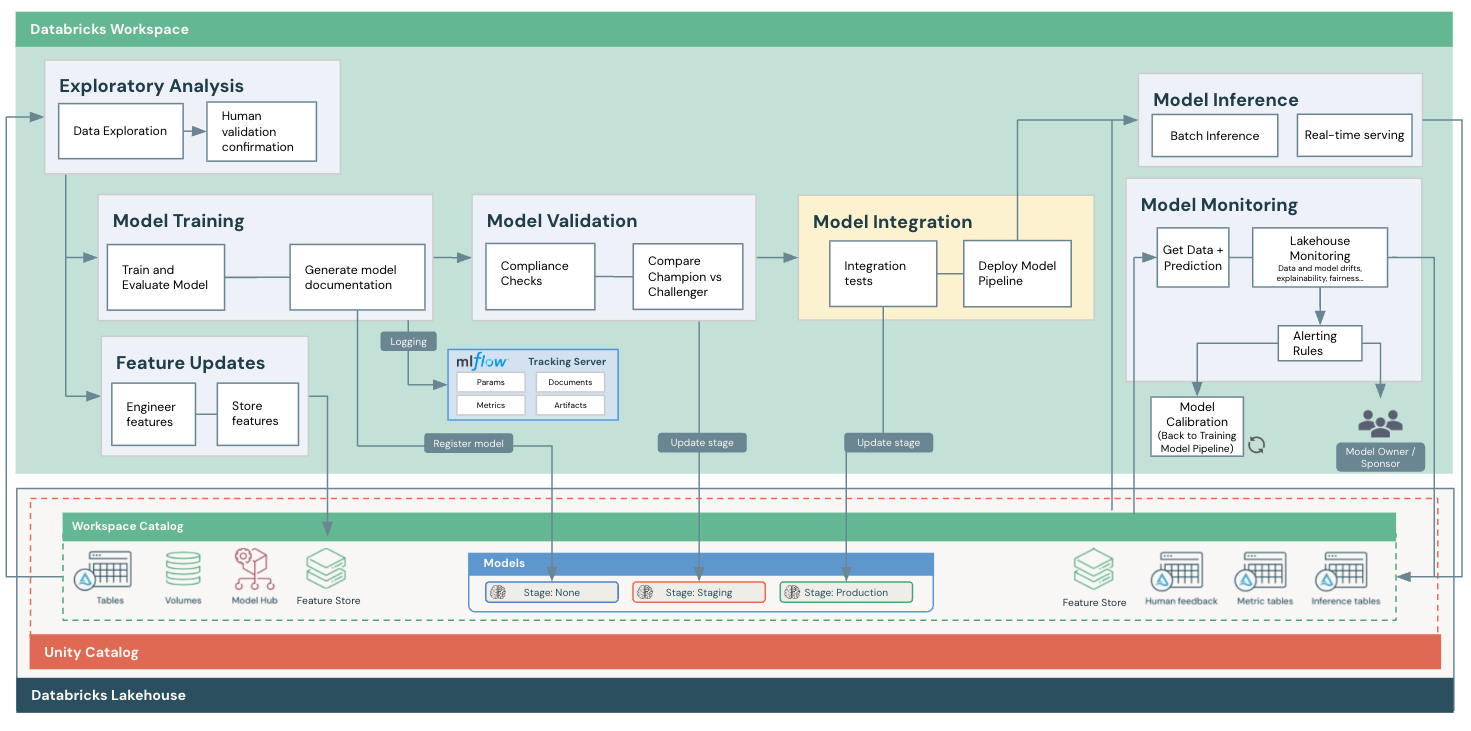 Databricks Workspace
Exploratory Analysis
Data Exploration
Human
validation
confirmation
Model Inference
Batch Inference
Real-time serving
Model Training
Train and
Evaluate Model
Generate model
documentation
Model Validation
Compliance
Checks
Compare
Champion vs
Challenger
Model Integration
Integration
tests
Deploy Model
Pipeline
Model Monitoring
Get Data +
Prediction
Lakehouse
Monitoring
Data and model drifts,
explainability, fairness...
Alerting
Rules
Model
Calibration
(Back to Training
Model Pipeline)
Model Owner /
Sponsor
Logging
mlflow
Tracking Server
Params
Documents
Metrics
Artifacts
Feature Updates
Engineer
features
Store
features
Register model
Update stage
Update stage
Workspace Catalog
Tables
Volumes
Model Hub
Feature Store
Models
Stage: None
Stage: Staging
Stage: Production
Feature Store
Human feedback
Metric tables
Inference tables
Unity Catalog
Databricks Lakehouse